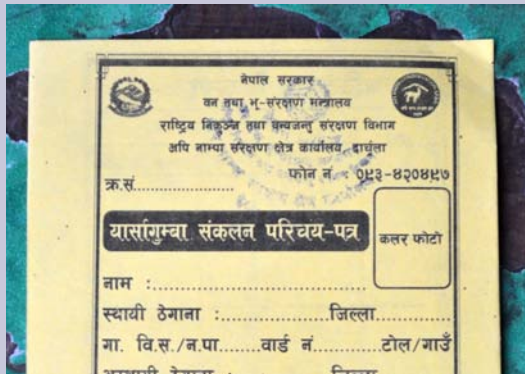 नेपाल सरकार
वन तथा भू-संरक्षण मन्त्रालय
राष्ट्रिय निकुञ्ज तथा वन्यजन्तु संरक्षण विभाग
अपि नाम्पा संरक्षण क्षेत्र कार्यालय, दार्चुला
फोन नं : ०९३-४२०४९७
क्र.सं.....................
यार्सागुम्बा संकलन परिचय-पत्र
कलर फोटो
नाम :.......................................
स्थायी ठेगाना :......................जिल्ला................
गा. वि.स./न.पा.........वार्ड नं..............टोल/गाउँ
अस्थायी ठेगाना :......................जिल्ला